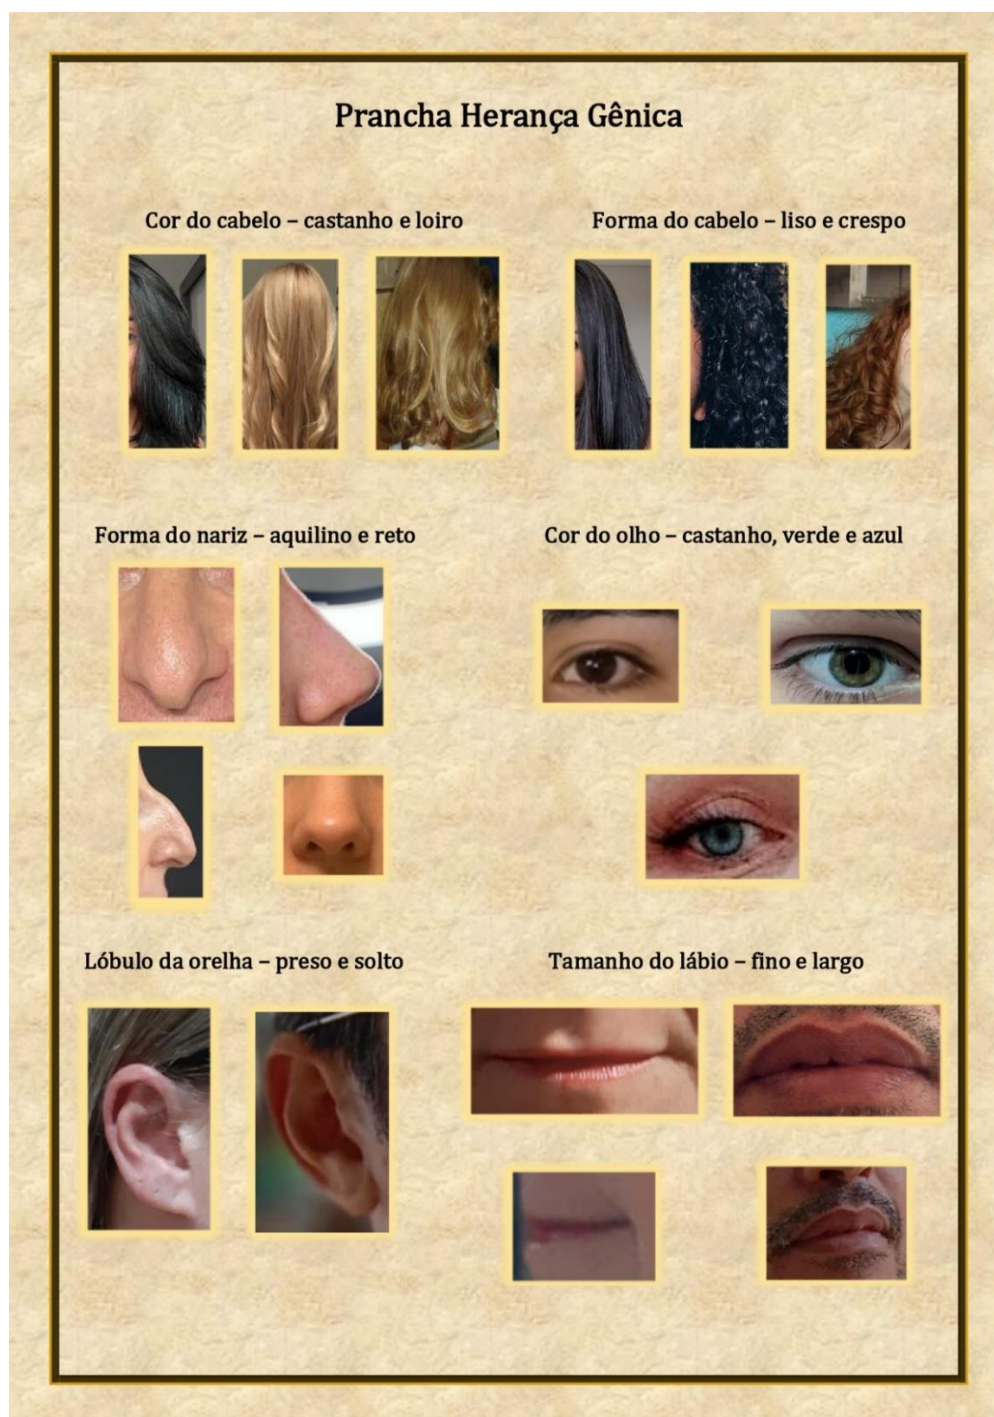 Prancha Herança Gênica
Cor do cabelo – castanho e loiro
Forma do cabelo – liso e crespo
Forma do nariz – aquilino e reto
Cor do olho – castanho, verde e azul
Lóbulo da orelha – preso e solto
Tamanho do lábio – fino e largo